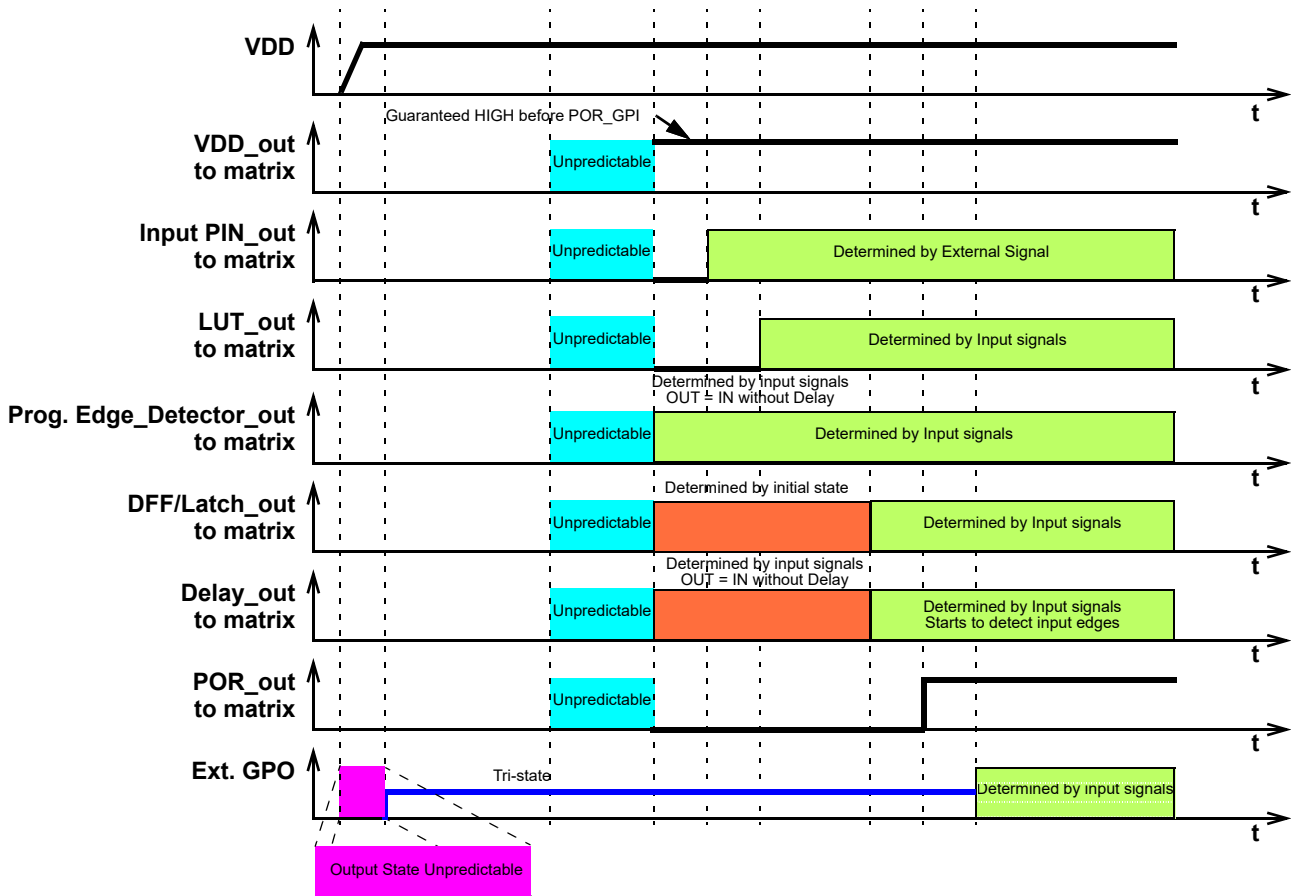 VDD
t
Guaranteed HIGH before POR_GPI
VDD_out
to matrix
Unpredictable
t
Input PIN_out
to matrix
Unpredictable
Determined by External Signal
t
LUT_out
to matrix
Unpredictable
Determined by Input signals
t
Determined by input signals
OUT = IN without Delay
Prog. Edge_Detector_out
to matrix
Unpredictable
Determined by Input signals
t
Determined by initial state
DFF/Latch_out
to matrix
Unpredictable
Determined by Input signals
t
Determined by input signals
OUT = IN without Delay
Delay_out
to matrix
Unpredictable
Determined by Input signals
Starts to detect input edges
t
POR_out
to matrix
Unpredictable
t
Ext. GPO
Tri-state
Determined by input signals
t
Output State Unpredictable